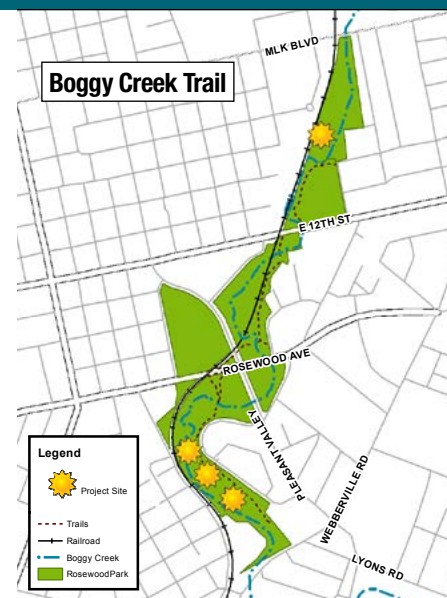 MLK BLVD
Boggy Creek Trail
E 12TH ST
ROSEWOOD AVE
PLEASANT VALLEY
WEBBERVILLE RD
LYONS RD
Legend
Project Site
Trails
Railroad
Boggy Creek
RosewoodPark